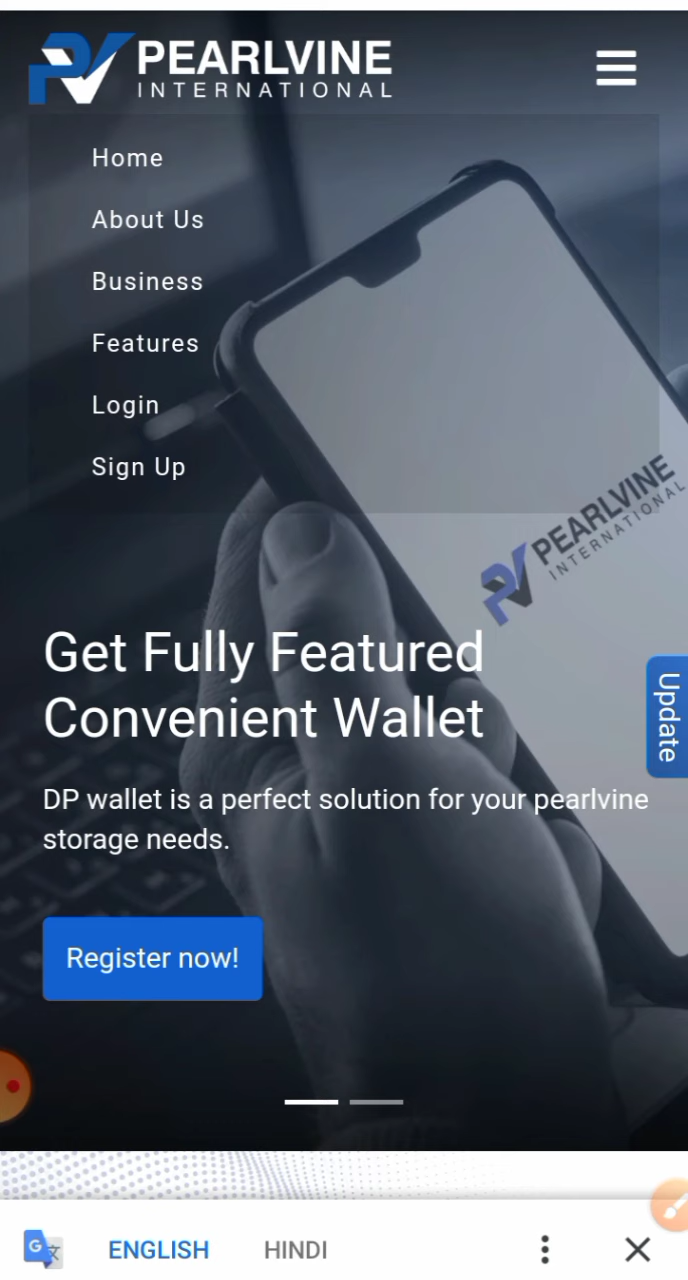 PEARLVINE
INTERNATIONAL
Home
About Us
Business
Features
Login
Sign Up
PEARLVINE
INTERNATIONAL
Get Fully Featured
Convenient Wallet
Update
DP wallet is a perfect solution for your pearlvine
storage needs.
Register now!
ENGLISH
HINDI